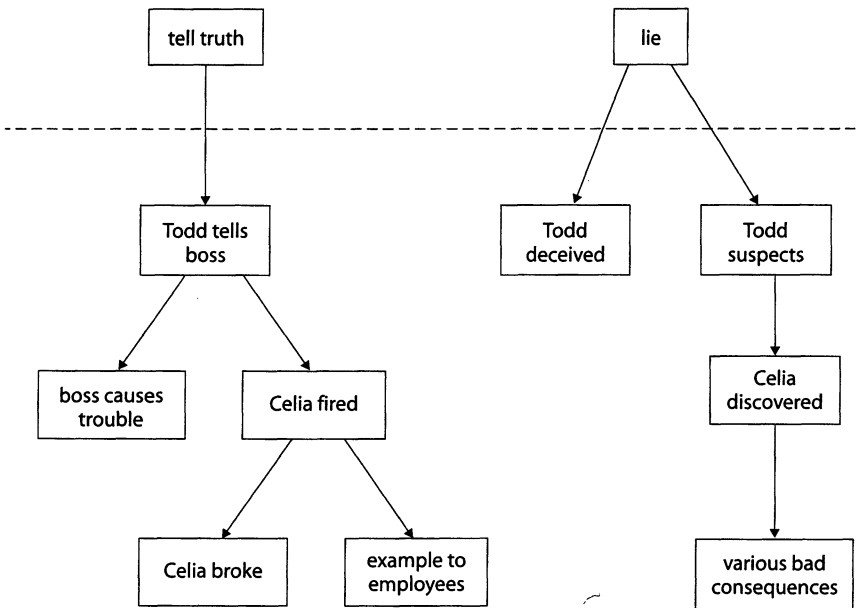 tell truth
lie
Todd tells
boss
Todd
deceived
Todd
suspects
boss causes
trouble
Celia fired
Celia
discovered
Celia broke
example to
employees
various bad
consequences